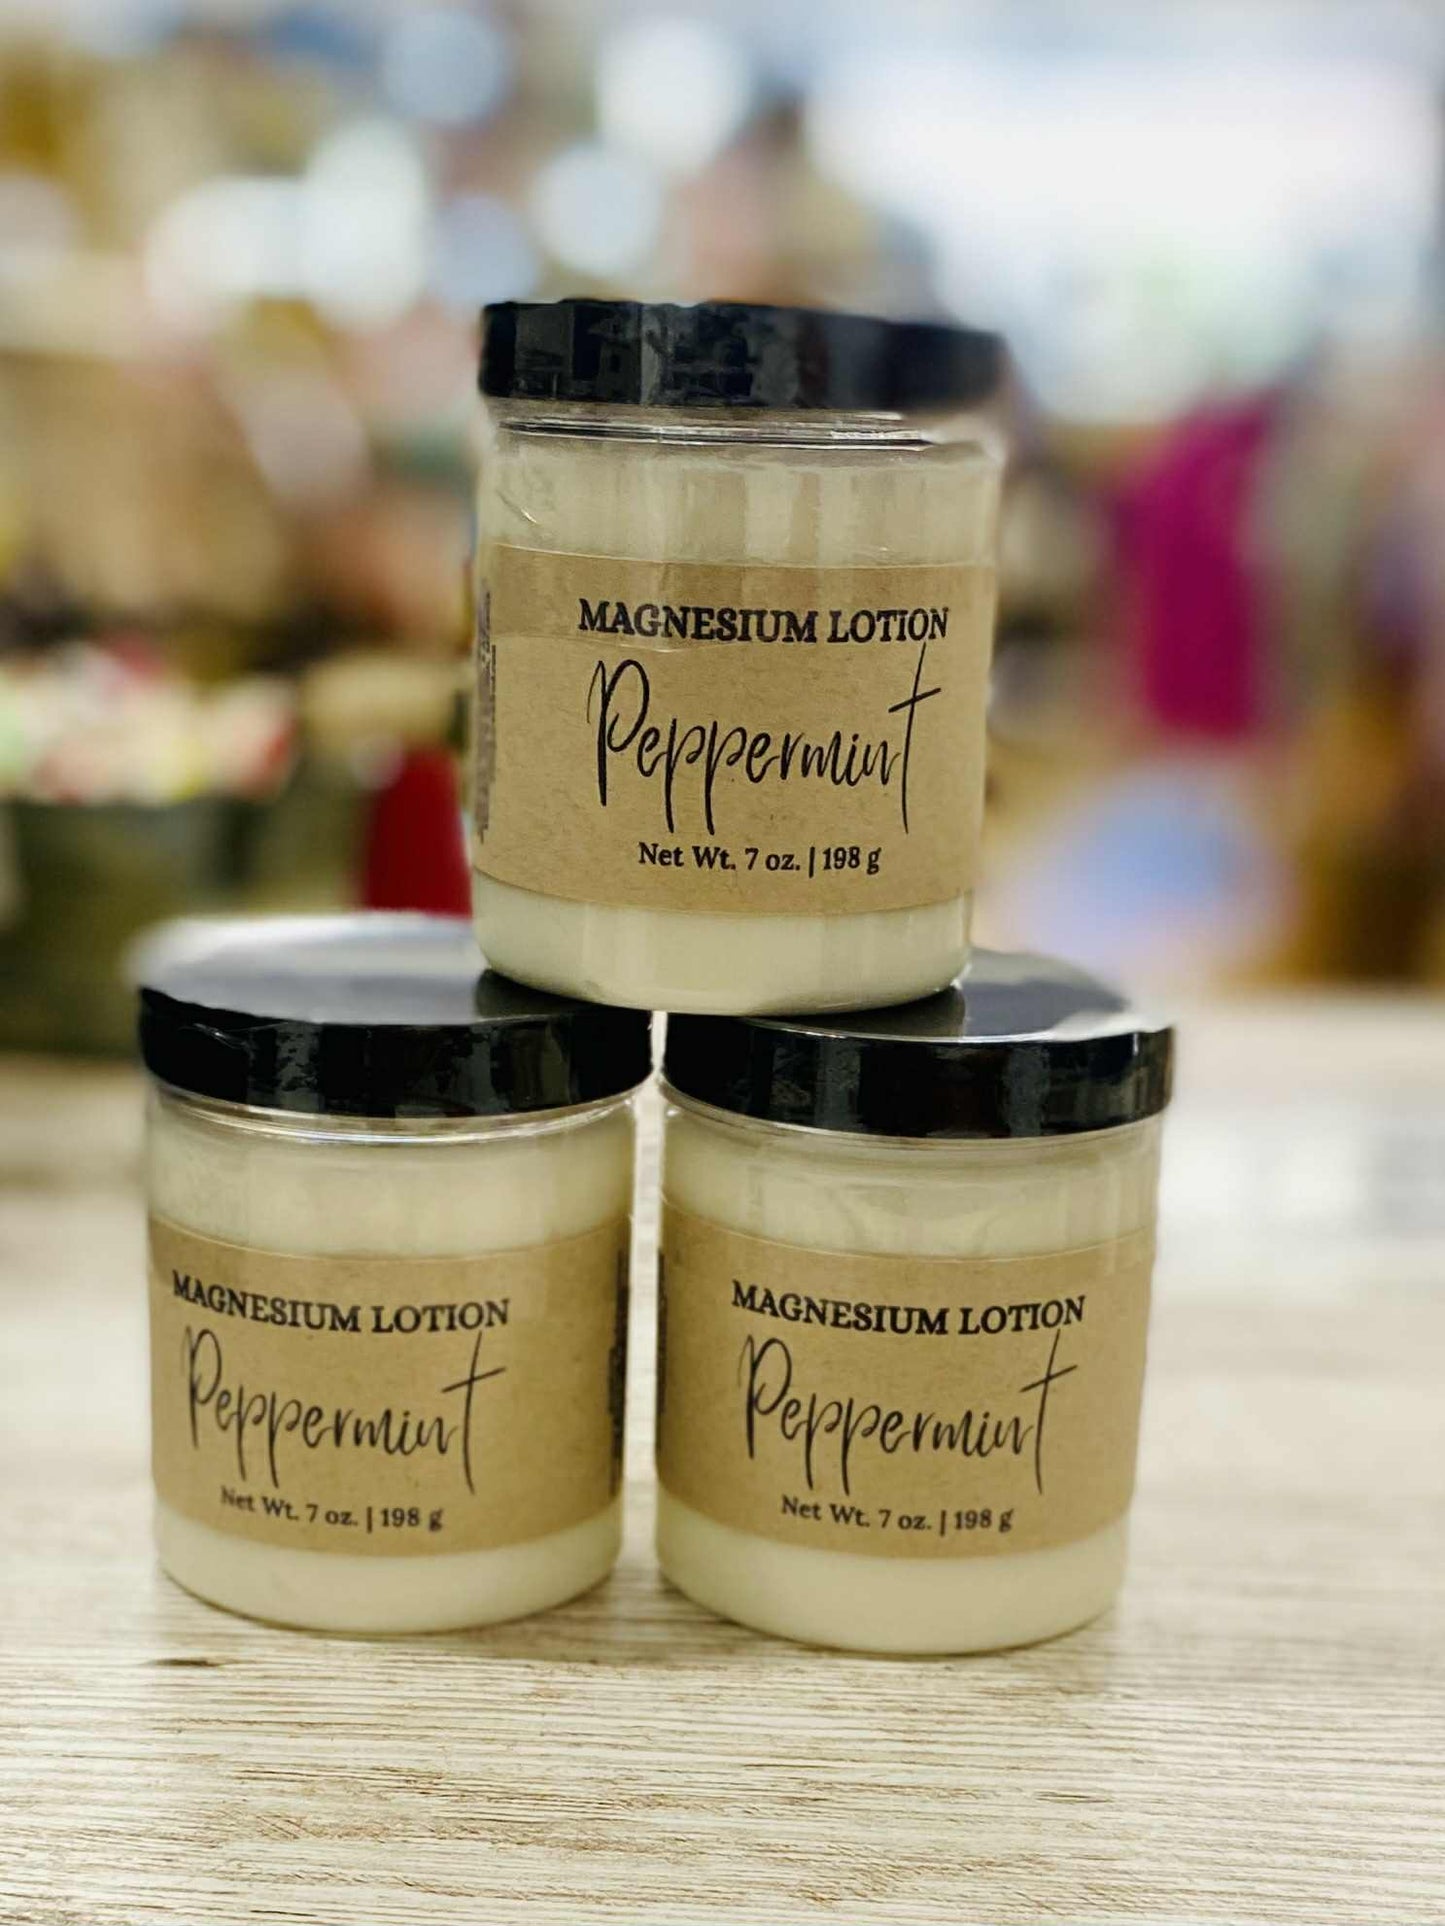 MAGNESIUM LOTION
Peppermint
Net Wt. 7 oz. | 198 g
MAGNESIUM LOTION
Peppermint
Net Wt. 7 oz. | 198 g
MAGNESIUM LOTION
Peppermint
Net Wt. 7 oz. | 198 g